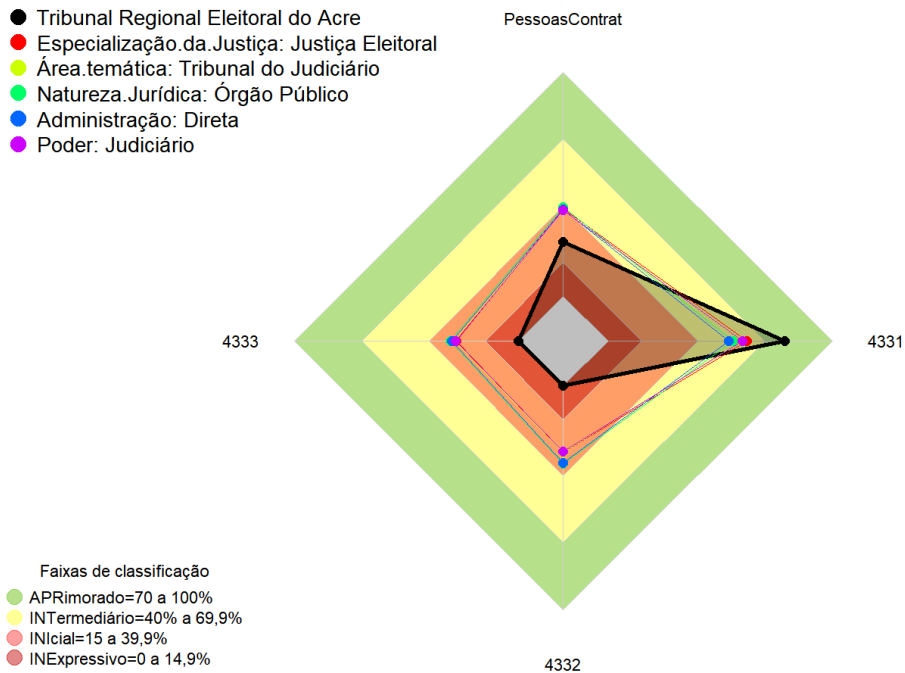 Tribunal Regional Eleitoral do Acre
Especialização.da.Justiça: Justiça Eleitoral
Área.temática: Tribunal do Judiciário
Natureza.Jurídica: Órgão Público
Administração: Direta
Poder: Judiciário
PessoasContrat
4333
4331
4332
Faixas de classificação
APRimorado=70 a 100%
INTermediário=40% a 69,9%
INIcial=15 a 39,9%
INExpressivo=0 a 14,9%